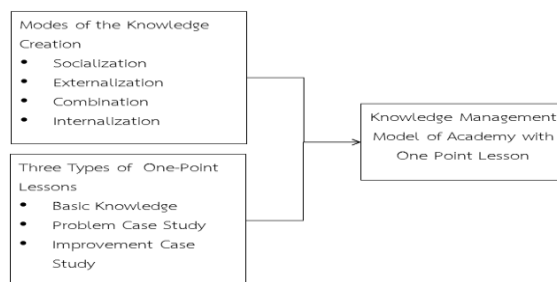 Modes of the Knowledge
Creation
• Socialization
• Externalization
• Combination
• Internalization
Three Types of One-Point
Lessons
• Basic Knowledge
• Problem Case Study
• Improvement Case
Study
Knowledge Management
Model of Academy with
One Point Lesson